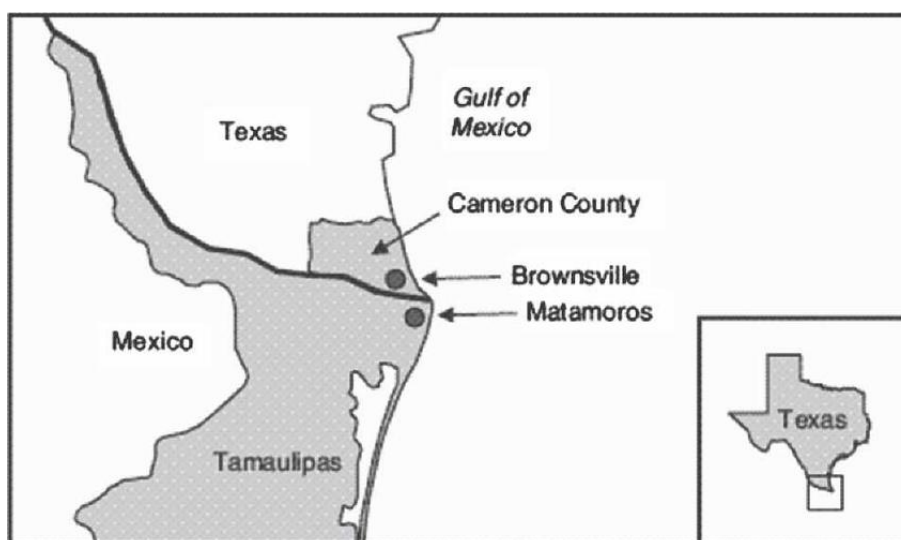 Gulf of
Mexico
Texas
Cameron County
Brownsville
Matamoros
Mexico
Tamaulipas
Texas